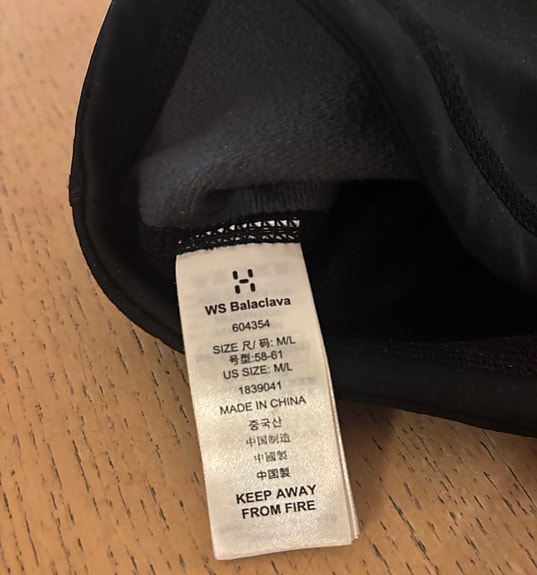 WS Balaclava
604354
SIZE 尺/ 码: M/L
号型:58-61
US SIZE: M/L
1839041
MADE IN CHINA
중국산
中国制造
中國製
中国製
KEEP AWAY
FROM FIRE